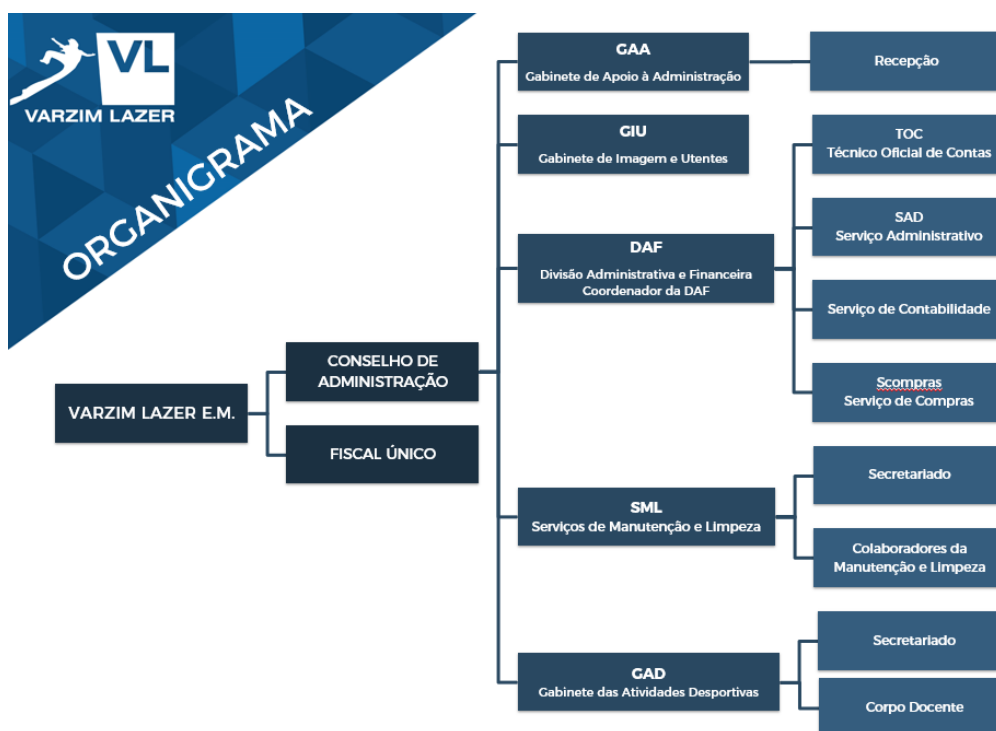 VL
VARZIM LAZER
ORGANIGRAMA
VARZIM LAZER E.M.
CONSELHO DE
ADMINISTRAÇÃO
FISCAL ÚNICO
GAA
Gabinete de Apoio à Administração
Recepção
GIU
Gabinete de Imagem e Utentes
DAF
Divisão Administrativa e Financeira
Coordenador da DAF
TOC
Técnico Oficial de Contas
SAD
Serviço Administrativo
Serviço de Contabilidade
Scompras
Serviço de Compras
SML
Serviços de Manutenção e Limpeza
Secretariado
Colaboradores da
Manutenção e Limpeza
GAD
Gabinete das Atividades Desportivas
Secretariado
Corpo Docente